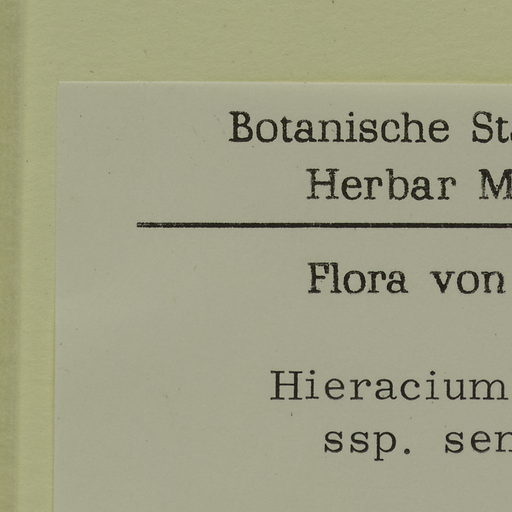 Botanische St
Herbar M
Flora von
Hieracium
ssp. sen